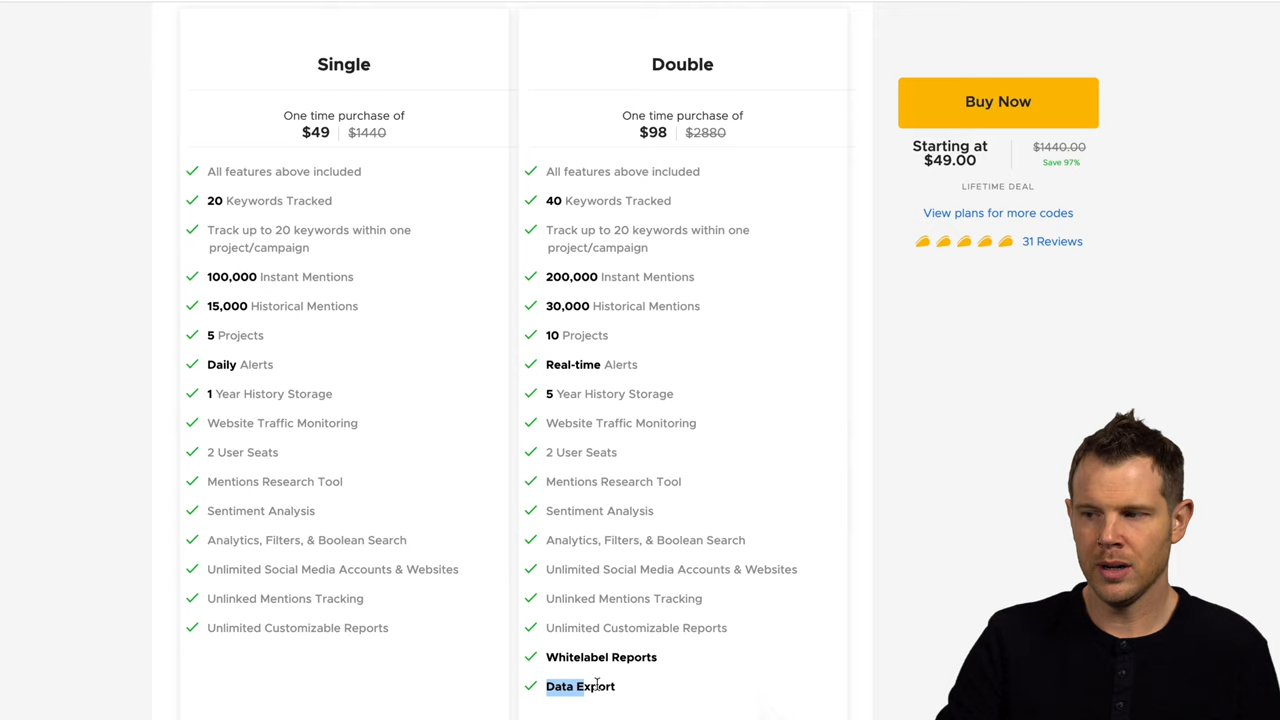 Single
One time purchase of
$49 $1440
All features above included
20 Keywords Tracked
Track up to 20 keywords within one
project/campaign
100,000 Instant Mentions
15,000 Historical Mentions
5 Projects
Daily Alerts
1 Year History Storage
Website Traffic Monitoring
2 User Seats
Mentions Research Tool
Sentiment Analysis
Analytics, Filters, & Boolean Search
Unlimited Social Media Accounts & Websites
Unlinked Mentions Tracking
Unlimited Customizable Reports
Double
One time purchase of
$98 $2880
All features above included
40 Keywords Tracked
Track up to 20 keywords within one
project/campaign
200,000 Instant Mentions
30,000 Historical Mentions
10 Projects
Real-time Alerts
5 Year History Storage
Website Traffic Monitoring
2 User Seats
Mentions Research Tool
Sentiment Analysis
Analytics, Filters, & Boolean Search
Unlimited Social Media Accounts & Websites
Unlinked Mentions Tracking
Unlimited Customizable Reports
Whitelabel Reports
Data Export
Buy Now
Starting at
$49.00
$1440.00
Save 97%
LIFETIME DEAL
View plans for more codes
31 Reviews